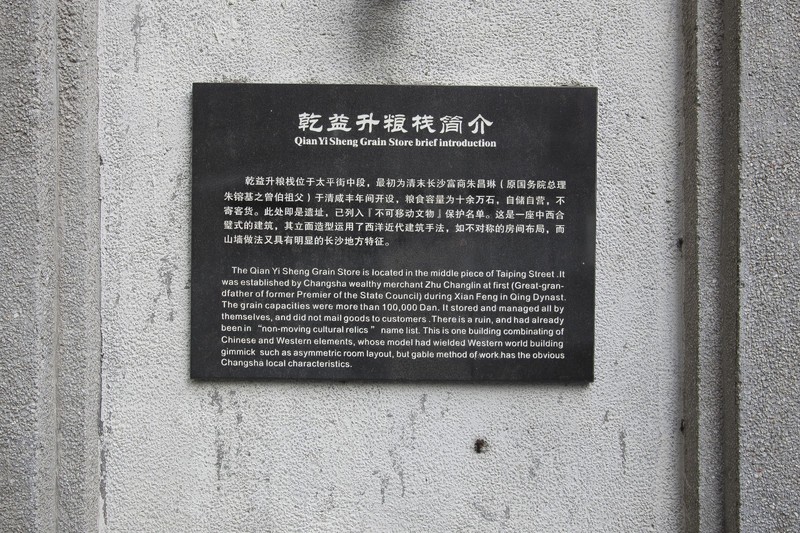 乾益升粮栈简介
Qian Yi Sheng Grain Store brief introduction
乾益升粮栈位于太平街中段，最初为清末长沙富商朱昌琳（原国务院总理
朱镕基之曾伯祖父）于清咸丰年间开设，粮食容量为十余万石，自储自营，不
寄客货。此处即是遗址，已列入『不可移动文物』保护名单。这是一座中西合
璧式的建筑，其立面造型运用了西洋近代建筑手法，如不对称的房间布局，而
山墙做法又具有明显的长沙地方特征。
The Qian Yi Sheng Grain Store is located in the middle piece of Taiping Street .It
was established by Changsha wealthy merchant Zhu Changlin at first (Great-gran-
dfather of former Premier of the State Council) during Xian Feng in Qing Dynast.
The grain capacities were more than 100,000 Dan. It stored and managed all by
themselves, and did not mail goods to customers .There is a ruin, and had already
been in “non-moving cultural relics ” name list. This is one building combinating of
Chinese and Western elements, whose model had wielded Western world building
gimmick such as asymmetric room layout, but gable method of work has the obvious
Changsha local characteristics.